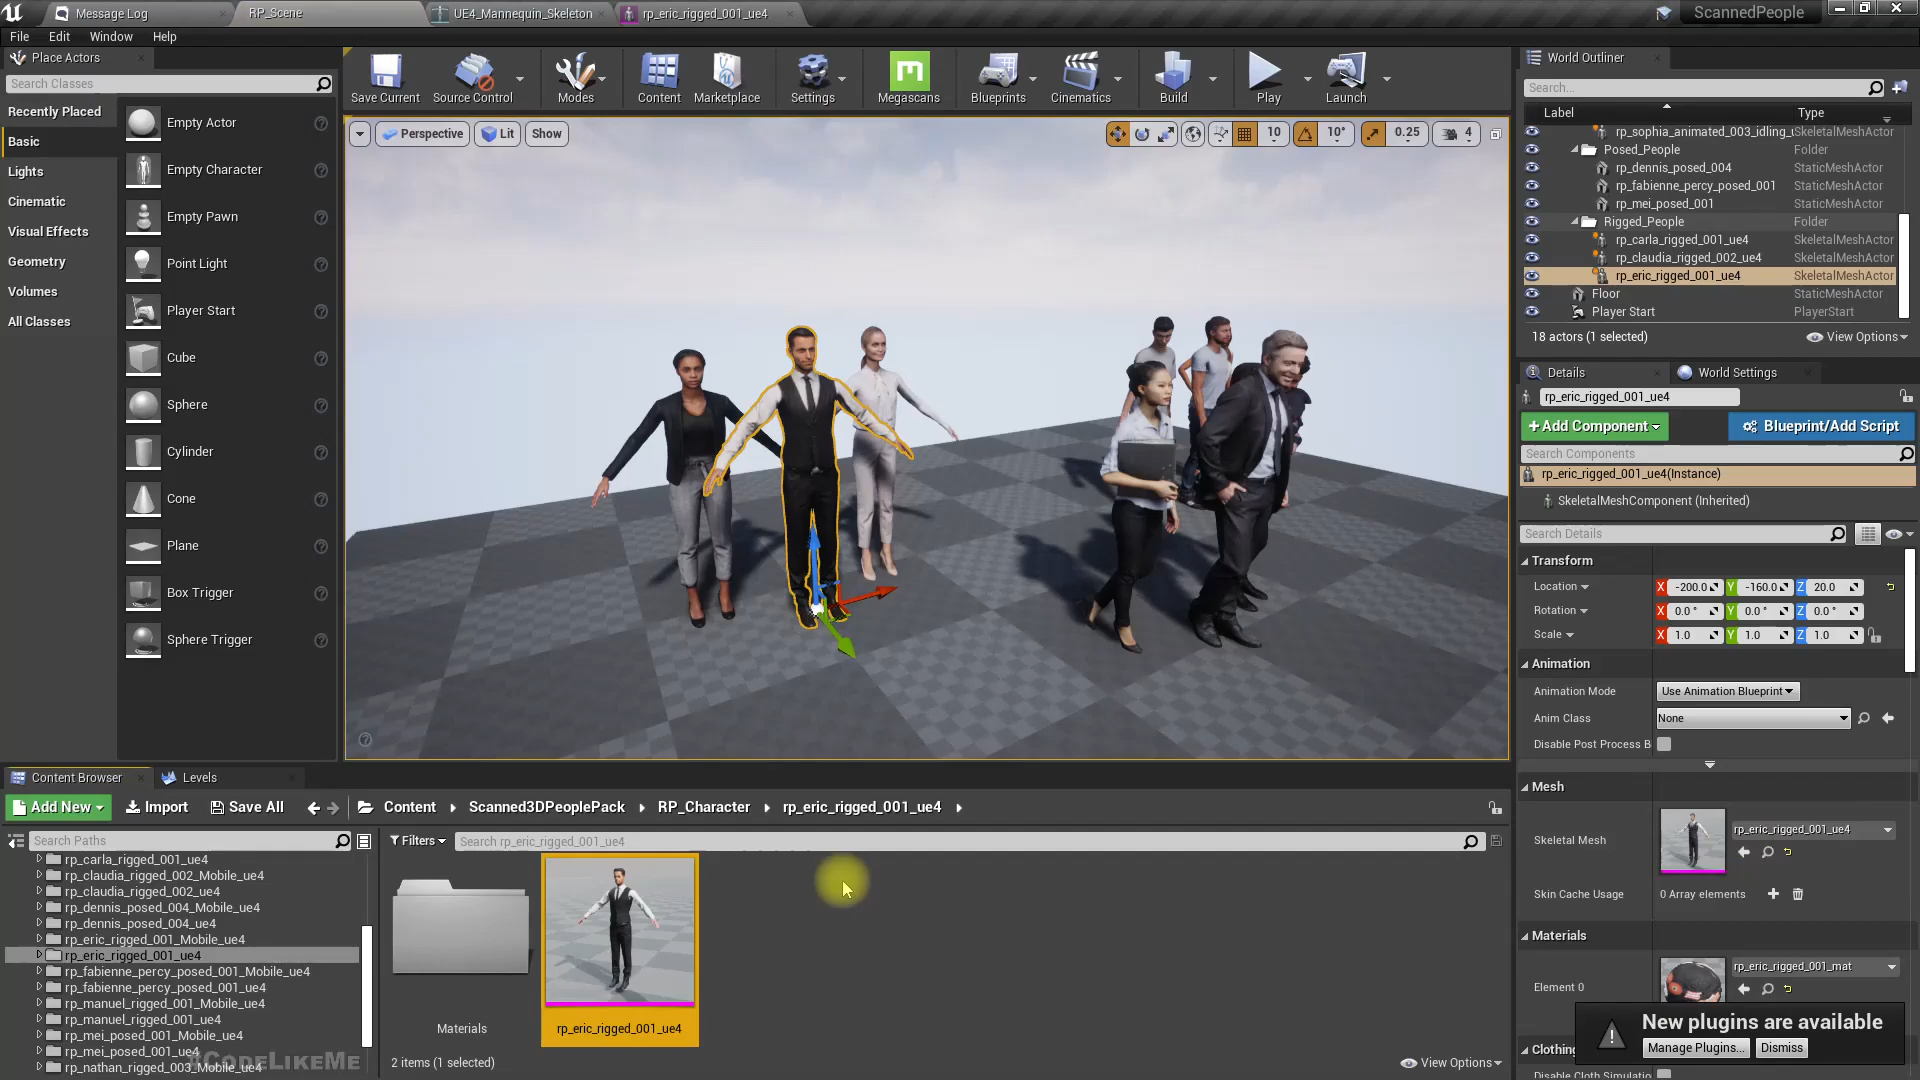 Message Log
RP_Scene
UE4_Mannequin_Skeleton
rp_eric_rigged_001_ue4
ScannedPeople
File Edit Window Help
Place Actors
World Outliner
Search Classes
Search...
Save Current
Source Control
Modes
Content
Marketplace
Settings
Megascans
Blueprints
Cinematics
Build
Play
Launch
Perspective
Lit
Show
10
10°
0.25
4
Recently Placed
Basic
Lights
Cinematic
Visual Effects
Geometry
Volumes
All Classes
Empty Actor
Empty Character
Empty Pawn
Point Light
Player Start
Cube
Sphere
Cylinder
Cone
Plane
Box Trigger
Sphere Trigger
Label Type
rp_sophia_animated_003_idling_ SkeletalMeshActor
Posed_People Folder
rp_dennis_posed_004 StaticMeshActor
rp_fabienne_percy_posed_001 StaticMeshActor
rp_mei_posed_001 StaticMeshActor
Rigged_People Folder
rp_carla_rigged_001_ue4 SkeletalMeshActor
rp_claudia_rigged_002_ue4 SkeletalMeshActor
rp_eric_rigged_001_ue4 SkeletalMeshActor
Floor StaticMeshActor
Player Start PlayerStart
18 actors (1 selected)
View Options
Details
World Settings
rp_eric_rigged_001_ue4
+Add Component
Blueprint/Add Script
Search Components
rp_eric_rigged_001_ue4(Instance)
SkeletalMeshComponent (Inherited)
Search Details
Transform
Location X -200.0 Y -160.0 Z 20.0
Rotation X 0.0 ° Y 0.0 ° Z 0.0 °
Scale X 1.0 Y 1.0 Z 1.0
Animation
Animation Mode Use Animation Blueprint
Anim Class None
Disable Post Process B
Mesh
Skeletal Mesh
rp_eric_rigged_001_ue4
Skin Cache Usage 0 Array elements
Materials
Element 0
rp_eric_rigged_001_mat
Clothing
Disable Cloth Simulatio
New plugins are available
Manage Plugins...
Dismiss
Content Browser
Levels
Add New
Import
Save All
Content
Scanned3DPeoplePack
RP_Character
rp_eric_rigged_001_ue4
Search Paths
Filters
Search rp_eric_rigged_001_ue4
rp_carla_rigged_001_ue4
rp_claudia_rigged_002_Mobile_ue4
rp_claudia_rigged_002_ue4
rp_dennis_posed_004_Mobile_ue4
rp_dennis_posed_004_ue4
rp_eric_rigged_001_Mobile_ue4
rp_eric_rigged_001_ue4
rp_fabienne_percy_posed_001_Mobile_ue4
rp_fabienne_percy_posed_001_ue4
rp_manuel_rigged_001_Mobile_ue4
rp_manuel_rigged_001_ue4
rp_mei_posed_001_Mobile_ue4
rp_mei_posed_001_ue4
rp_nathan_rigged_003_Mobile_ue4
#CodeLikeMe
Materials
rp_eric_rigged_001_ue4
2 items (1 selected)
View Options